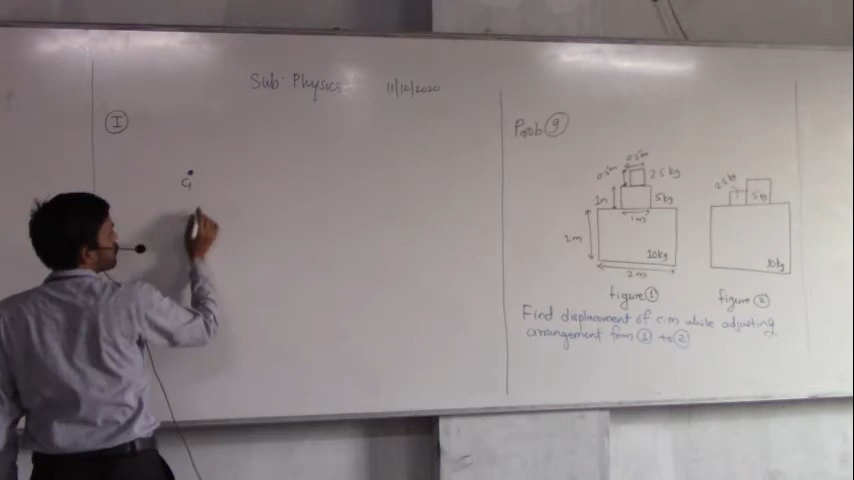 Sub: Physics
11/12/2020
I
C1
Prob 9
0.5m
0.5m
2.5 kg
1m
5kg
1m
2m
10kg
2m
figure 1
2.5 kg
5kg
10kg
figure 2
Find displacement of c.m while adjusting
arrangement from 1 to 2